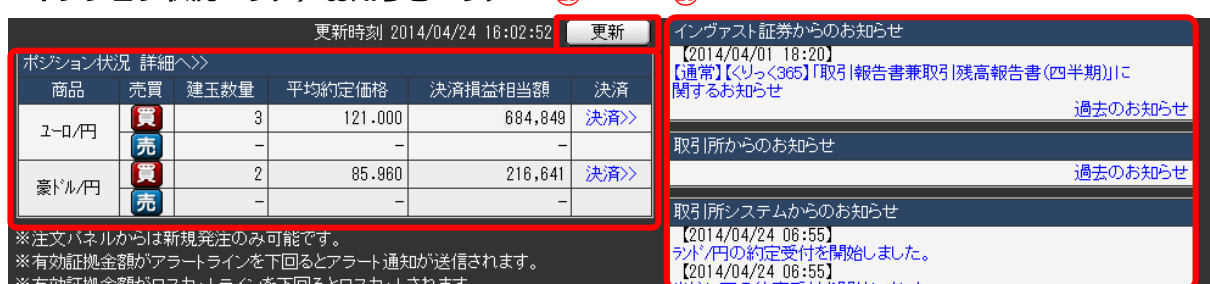 更新時刻 2014/04/24 16:02:52 更新
ポジション状況 詳細へ>>
商品 売買 建玉数量 平均約定価格 決済損益相当額 決済
ユーロ/円 買 3 121.000 684,849 決済>>
売 - - -
豪ドル/円 買 2 85.960 216,641 決済>>
売 - - -
※注文パネルからは新規発注のみ可能です。
※有効証拠金額がアラートラインを下回るとアラート通知が送信されます。
インヴァスト証券からのお知らせ
【2014/04/01 18:20】
【通常】【くりっく365】「取引報告書兼取引残高報告書(四半期)」に
関するお知らせ
過去のお知らせ
取引所からのお知らせ
過去のお知らせ
取引所システムからのお知らせ
【2014/04/24 06:55】
ランド/円の約定受付を開始しました。
【2014/04/24 06:55】